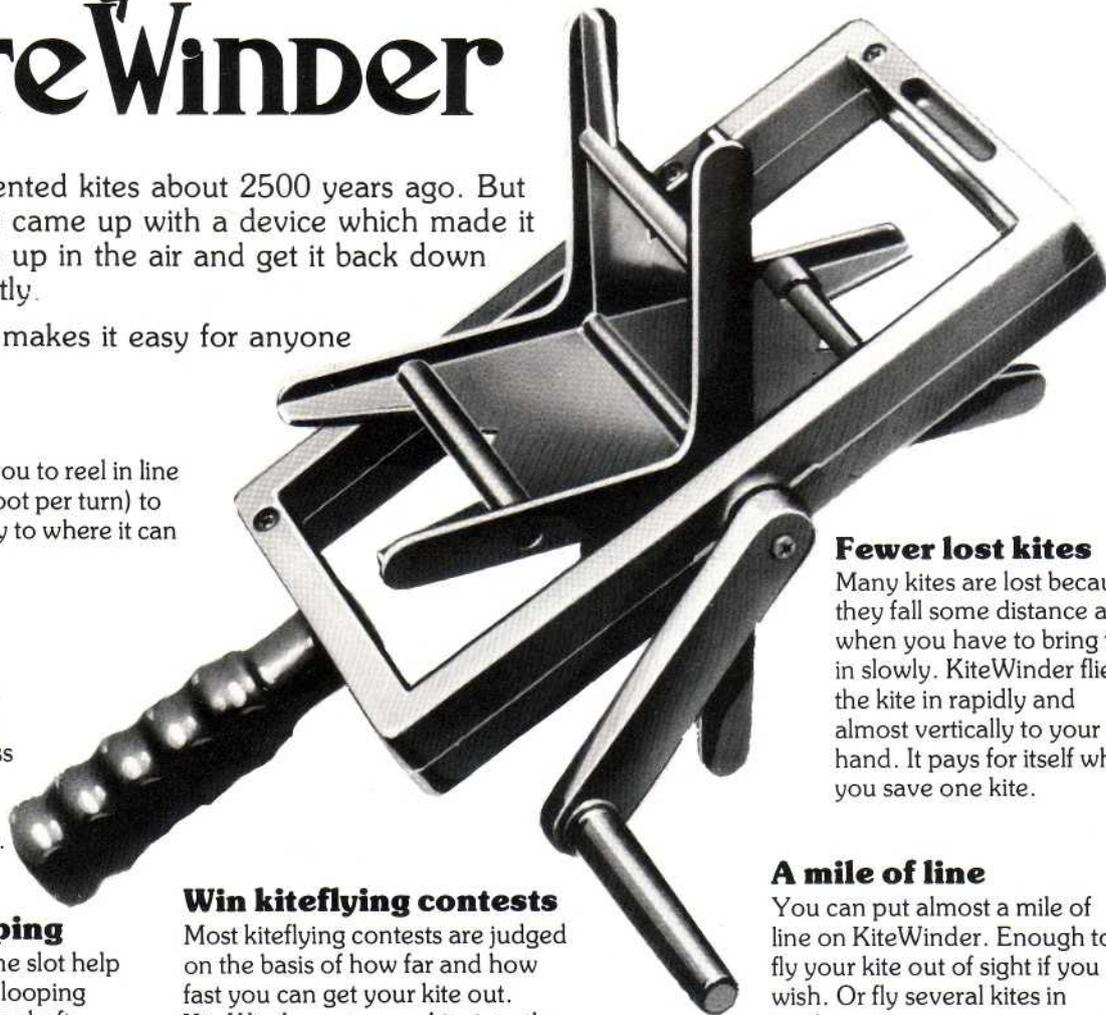 teWinder
ented kites about 2500 years ago. But
came up with a device which made it
up in the air and get it back down
tly.
makes it easy for anyone
ou to reel in line
oot per turn) to
y to where it can
ss
Fewer lost kites
Many kites are lost becau
they fall some distance a
when you have to bring
in slowly. KiteWinder flie
the kite in rapidly and
almost vertically to your
hand. It pays for itself wh
you save one kite.
ping
ne slot help
looping
Win kiteflying contests
Most kiteflying contests are judged
on the basis of how far and how
fast you can get your kite out.
A mile of line
You can put almost a mile of
line on KiteWinder. Enough to
fly your kite out of sight if you
wish. Or fly several kites in